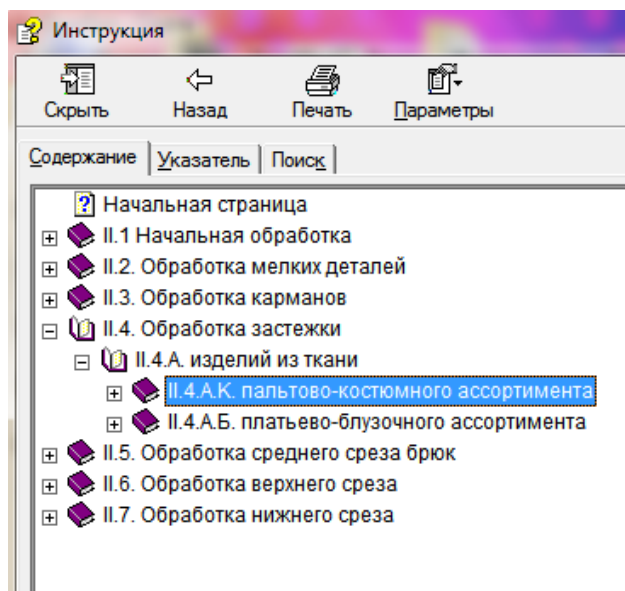 Инструкция
Скрыть Назад Печать Параметры
Содержание Указатель Поиск
Начальная страница
II.1 Начальная обработка
II.2. Обработка мелких деталей
II.3. Обработка карманов
II.4. Обработка застежки
II.4.А. изделий из ткани
II.4.А.К. пальтово-костюмного ассортимента
II.4.А.Б. платьево-блузочного ассортимента
II.5. Обработка среднего среза брюк
II.6. Обработка верхнего среза
II.7. Обработка нижнего среза